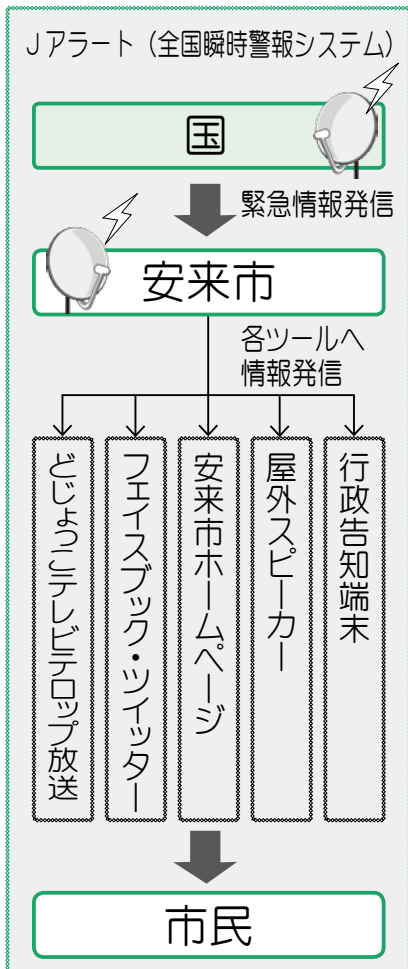 Jアラート（全国瞬時警報システム）
国
緊急情報発信
安来市
各ツールへ
情報発信
行政告知端末
屋外スピーカー
安来市ホームページ
フェイスブック・ツイッター
どじょっこテレビテロップ放送
市民